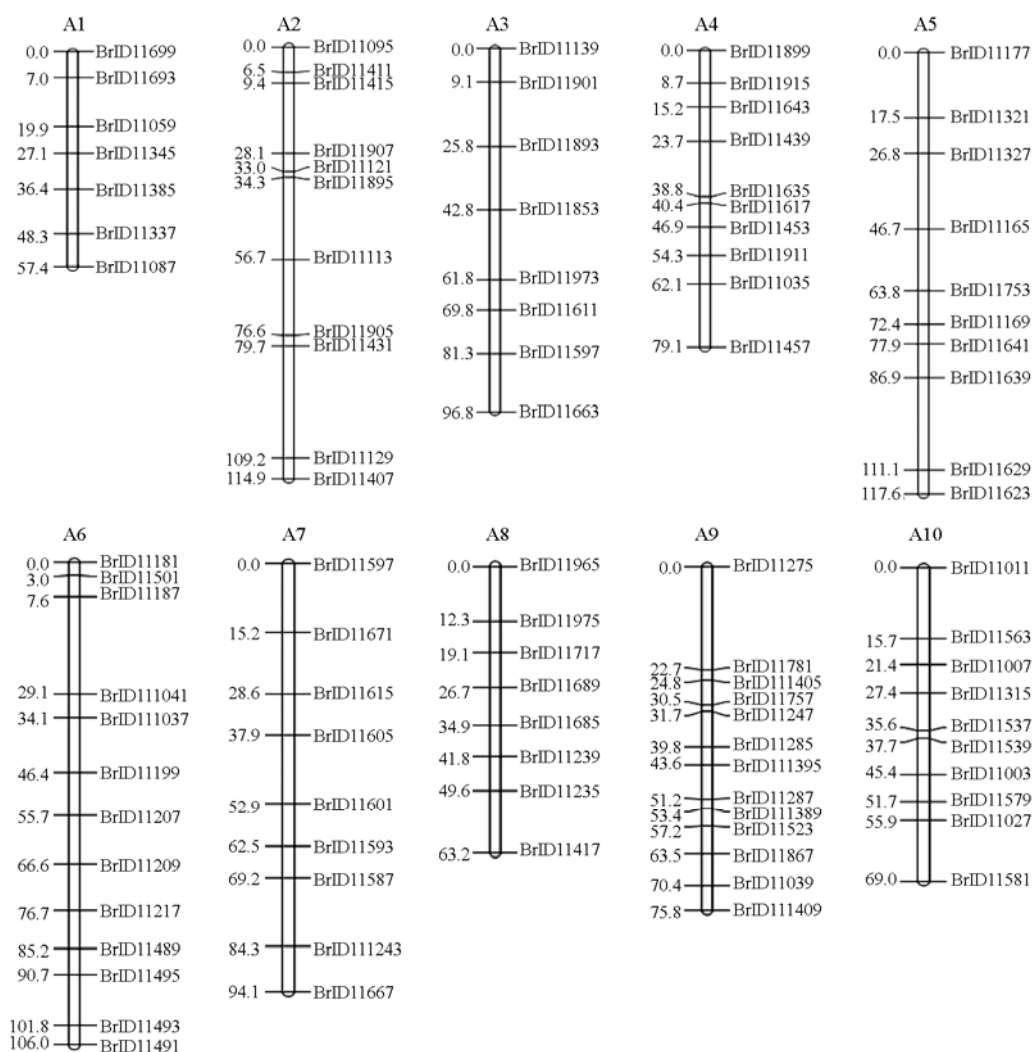 A1
0.0 BrID11699
7.0 BrID11693
19.9 BrID11059
27.1 BrID11345
36.4 BrID11385
48.3 BrID11337
57.4 BrID11087
A2
0.0 BrID11095
6.5 BrID11411
9.4 BrID11415
28.1 BrID11907
33.0 BrID11121
34.3 BrID11895
56.7 BrID11113
76.6 BrID11905
79.7 BrID11431
109.2 BrID11129
114.9 BrID11407
A3
0.0 BrID11139
9.1 BrID11901
25.8 BrID11893
42.8 BrID11853
61.8 BrID11973
69.8 BrID11611
81.3 BrID11597
96.8 BrID11663
A4
0.0 BrID11899
8.7 BrID11915
15.2 BrID11643
23.7 BrID11439
38.8 BrID11635
40.4 BrID11617
46.9 BrID11453
54.3 BrID11911
62.1 BrID11035
79.1 BrID11457
A5
0.0 BrID11177
17.5 BrID11321
26.8 BrID11327
46.7 BrID11165
63.8 BrID11753
72.4 BrID11169
77.9 BrID11641
86.9 BrID11639
111.1 BrID11629
117.6 BrID11623
A6
0.0 BrID11181
3.0 BrID11501
7.6 BrID11187
29.1 BrID111041
34.1 BrID111037
46.4 BrID11199
55.7 BrID11207
66.6 BrID11209
76.7 BrID11217
85.2 BrID11489
90.7 BrID11495
101.8 BrID11493
106.0 BrID11491
A7
0.0 BrID11597
15.2 BrID11671
28.6 BrID11615
37.9 BrID11605
52.9 BrID11601
62.5 BrID11593
69.2 BrID11587
84.3 BrID111243
94.1 BrID11667
A8
0.0 BrID11965
12.3 BrID11975
19.1 BrID11717
26.7 BrID11689
34.9 BrID11685
41.8 BrID11239
49.6 BrID11235
63.2 BrID11417
A9
0.0 BrID11275
22.7 BrID11781
24.8 BrID111405
30.5 BrID11757
31.7 BrID11247
39.8 BrID11285
43.6 BrID111395
51.2 BrID11287
53.4 BrID111389
57.2 BrID11523
63.5 BrID11867
70.4 BrID11039
75.8 BrID111409
A10
0.0 BrID11011
15.7 BrID11563
21.4 BrID11007
27.4 BrID11315
35.6 BrID11537
37.7 BrID11539
45.4 BrID11003
51.7 BrID11579
55.9 BrID11027
69.0 BrID11581